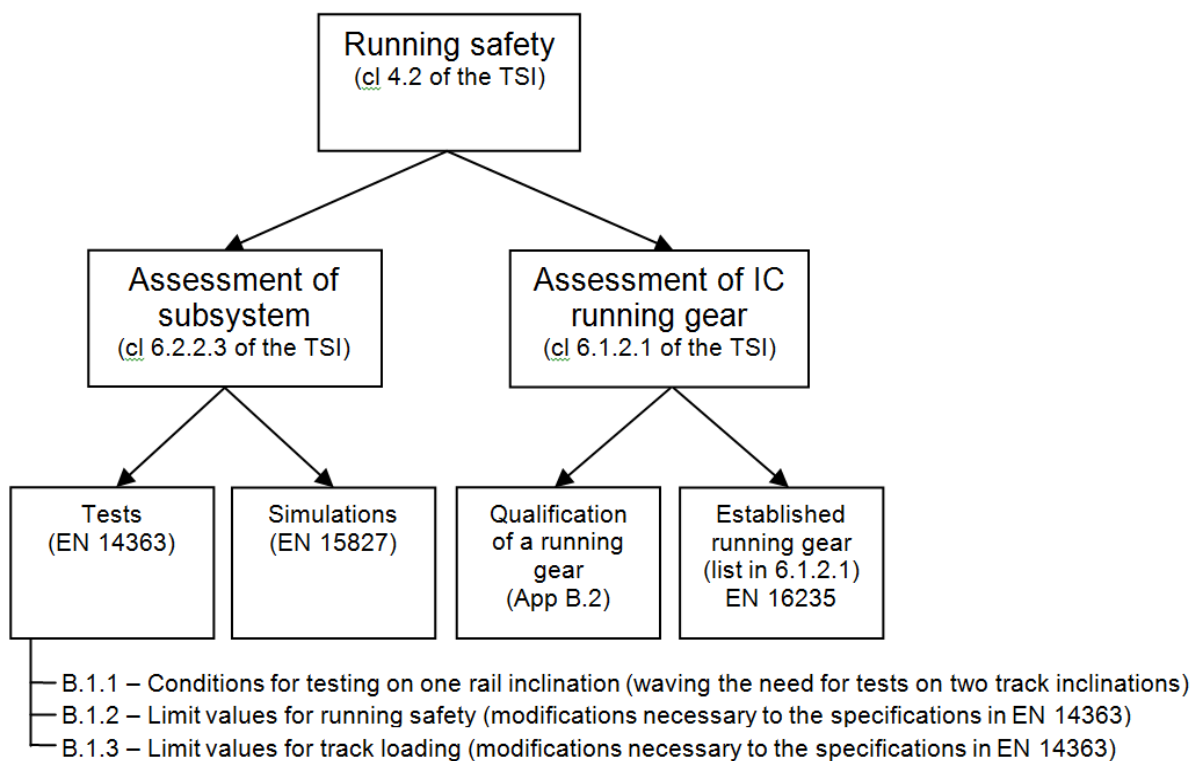 Running safety
(cl 4.2 of the TSI)
Assessment of
subsystem
(cl 6.2.2.3 of the TSI)
Assessment of IC
running gear
(cl 6.1.2.1 of the TSI)
Tests
(EN 14363)
Simulations
(EN 15827)
Qualification
of a running
gear
(App B.2)
Established
running gear
(list in 6.1.2.1)
EN 16235
B.1.1 – Conditions for testing on one rail inclination (waving the need for tests on two track inclinations)
B.1.2 – Limit values for running safety (modifications necessary to the specifications in EN 14363)
B.1.3 – Limit values for track loading (modifications necessary to the specifications in EN 14363)